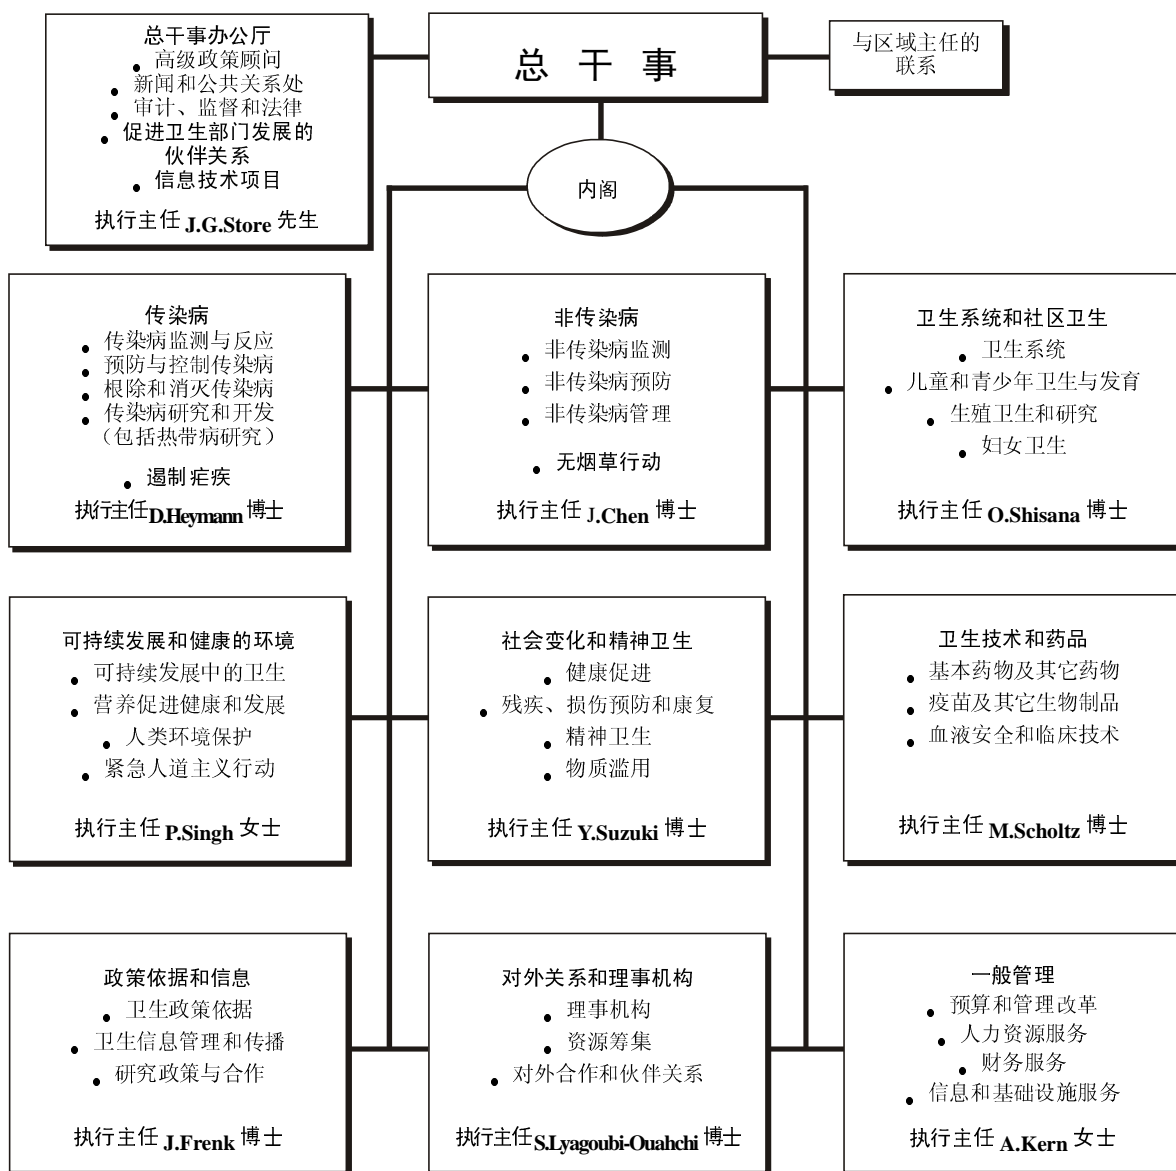 总干事办公厅
• 高级政策顾问
• 新闻和公共关系处
• 审计、监督和法律
• 促进卫生部门发展的
伙伴关系
• 信息技术项目
执行主任 J.G.Store 先生
总 干 事
与区域主任的
联系
内阁
传染病
• 传染病监测与反应
• 预防与控制传染病
• 根除和消灭传染病
• 传染病研究和开发
（包括热带病研究）
• 遏制疟疾
执行主任 D.Heymann 博士
非传染病
• 非传染病监测
• 非传染病预防
• 非传染病管理
• 无烟草行动
执行主任 J.Chen 博士
卫生系统和社区卫生
• 卫生系统
• 儿童和青少年卫生与发育
• 生殖卫生和研究
• 妇女卫生
执行主任 O.Shisana 博士
可持续发展和健康的环境
• 可持续发展中的卫生
• 营养促进健康和发展
• 人类环境保护
• 紧急人道主义行动
执行主任 P.Singh 女士
社会变化和精神卫生
• 健康促进
• 残疾、损伤预防和康复
• 精神卫生
• 物质滥用
执行主任 Y.Suzuki 博士
卫生技术和药品
• 基本药物及其它药物
• 疫苗及其它生物制品
• 血液安全和临床技术
执行主任 M.Scholtz 博士
政策依据和信息
• 卫生政策依据
• 卫生信息管理和传播
• 研究政策与合作
执行主任 J.Frenk 博士
对外关系和理事机构
• 理事机构
• 资源筹集
• 对外合作和伙伴关系
执行主任 S.Lyagoubi-Ouahchi 博士
一般管理
• 预算和管理改革
• 人力资源服务
• 财务服务
• 信息和基础设施服务
执行主任 A.Kern 女士